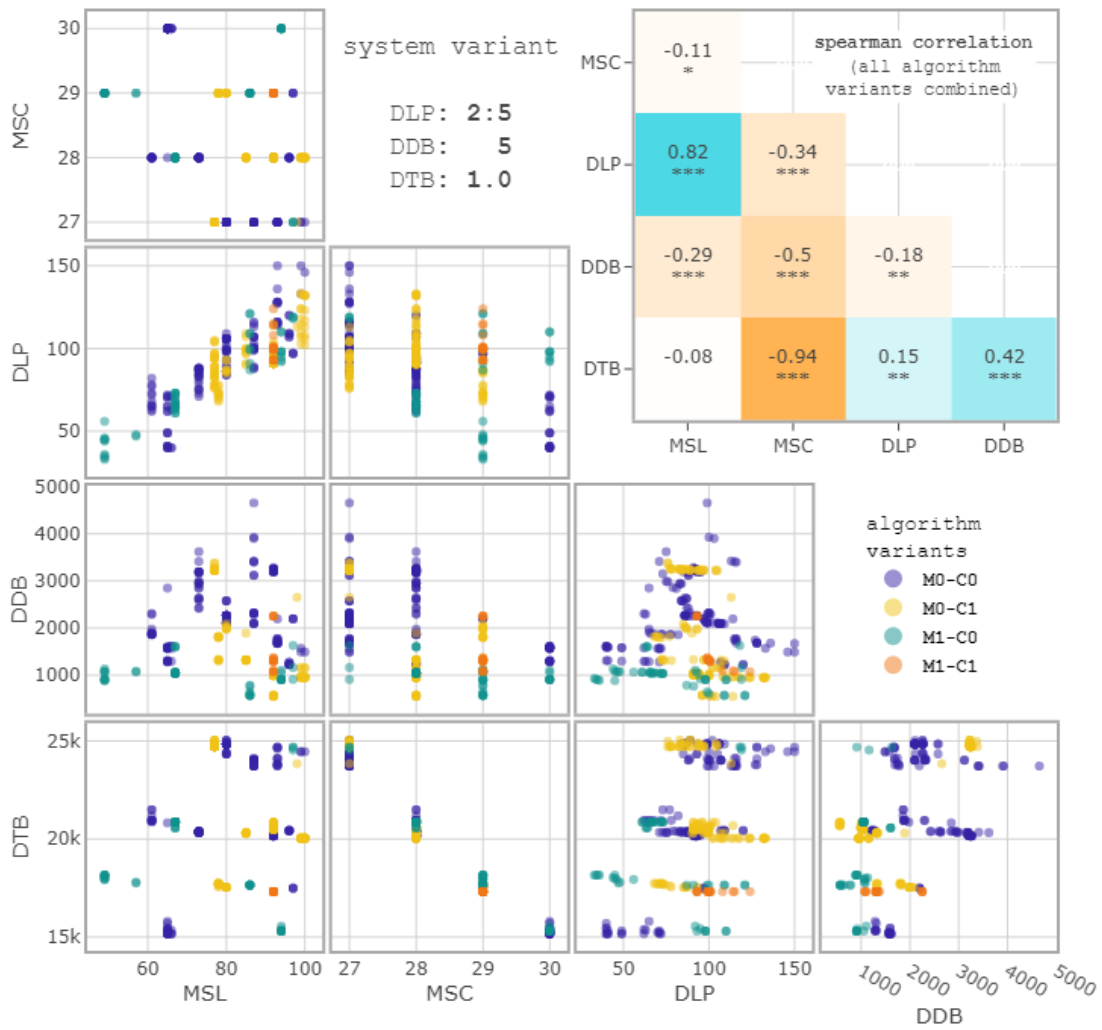 30
29
28
27
MSC
system variant
DLP: 2:5
DDB: 5
DTB: 1.0
spearman correlation
(all algorithm
variants combined)
MSC
-0.11
*
DLP
0.82
***
-0.34
***
DDB
-0.29
***
-0.5
***
-0.18
**
DTB
-0.08
-0.94
***
0.15
**
0.42
***
MSL
MSC
DLP
DDB
150
100
50
DLP
5000
4000
3000
2000
1000
DDB
algorithm
variants
M0-C0
M0-C1
M1-C0
M1-C1
25k
20k
15k
DTB
60
80
100
MSL
27
28
29
30
MSC
50
100
150
DLP
1000
2000
3000
4000
5000
DDB